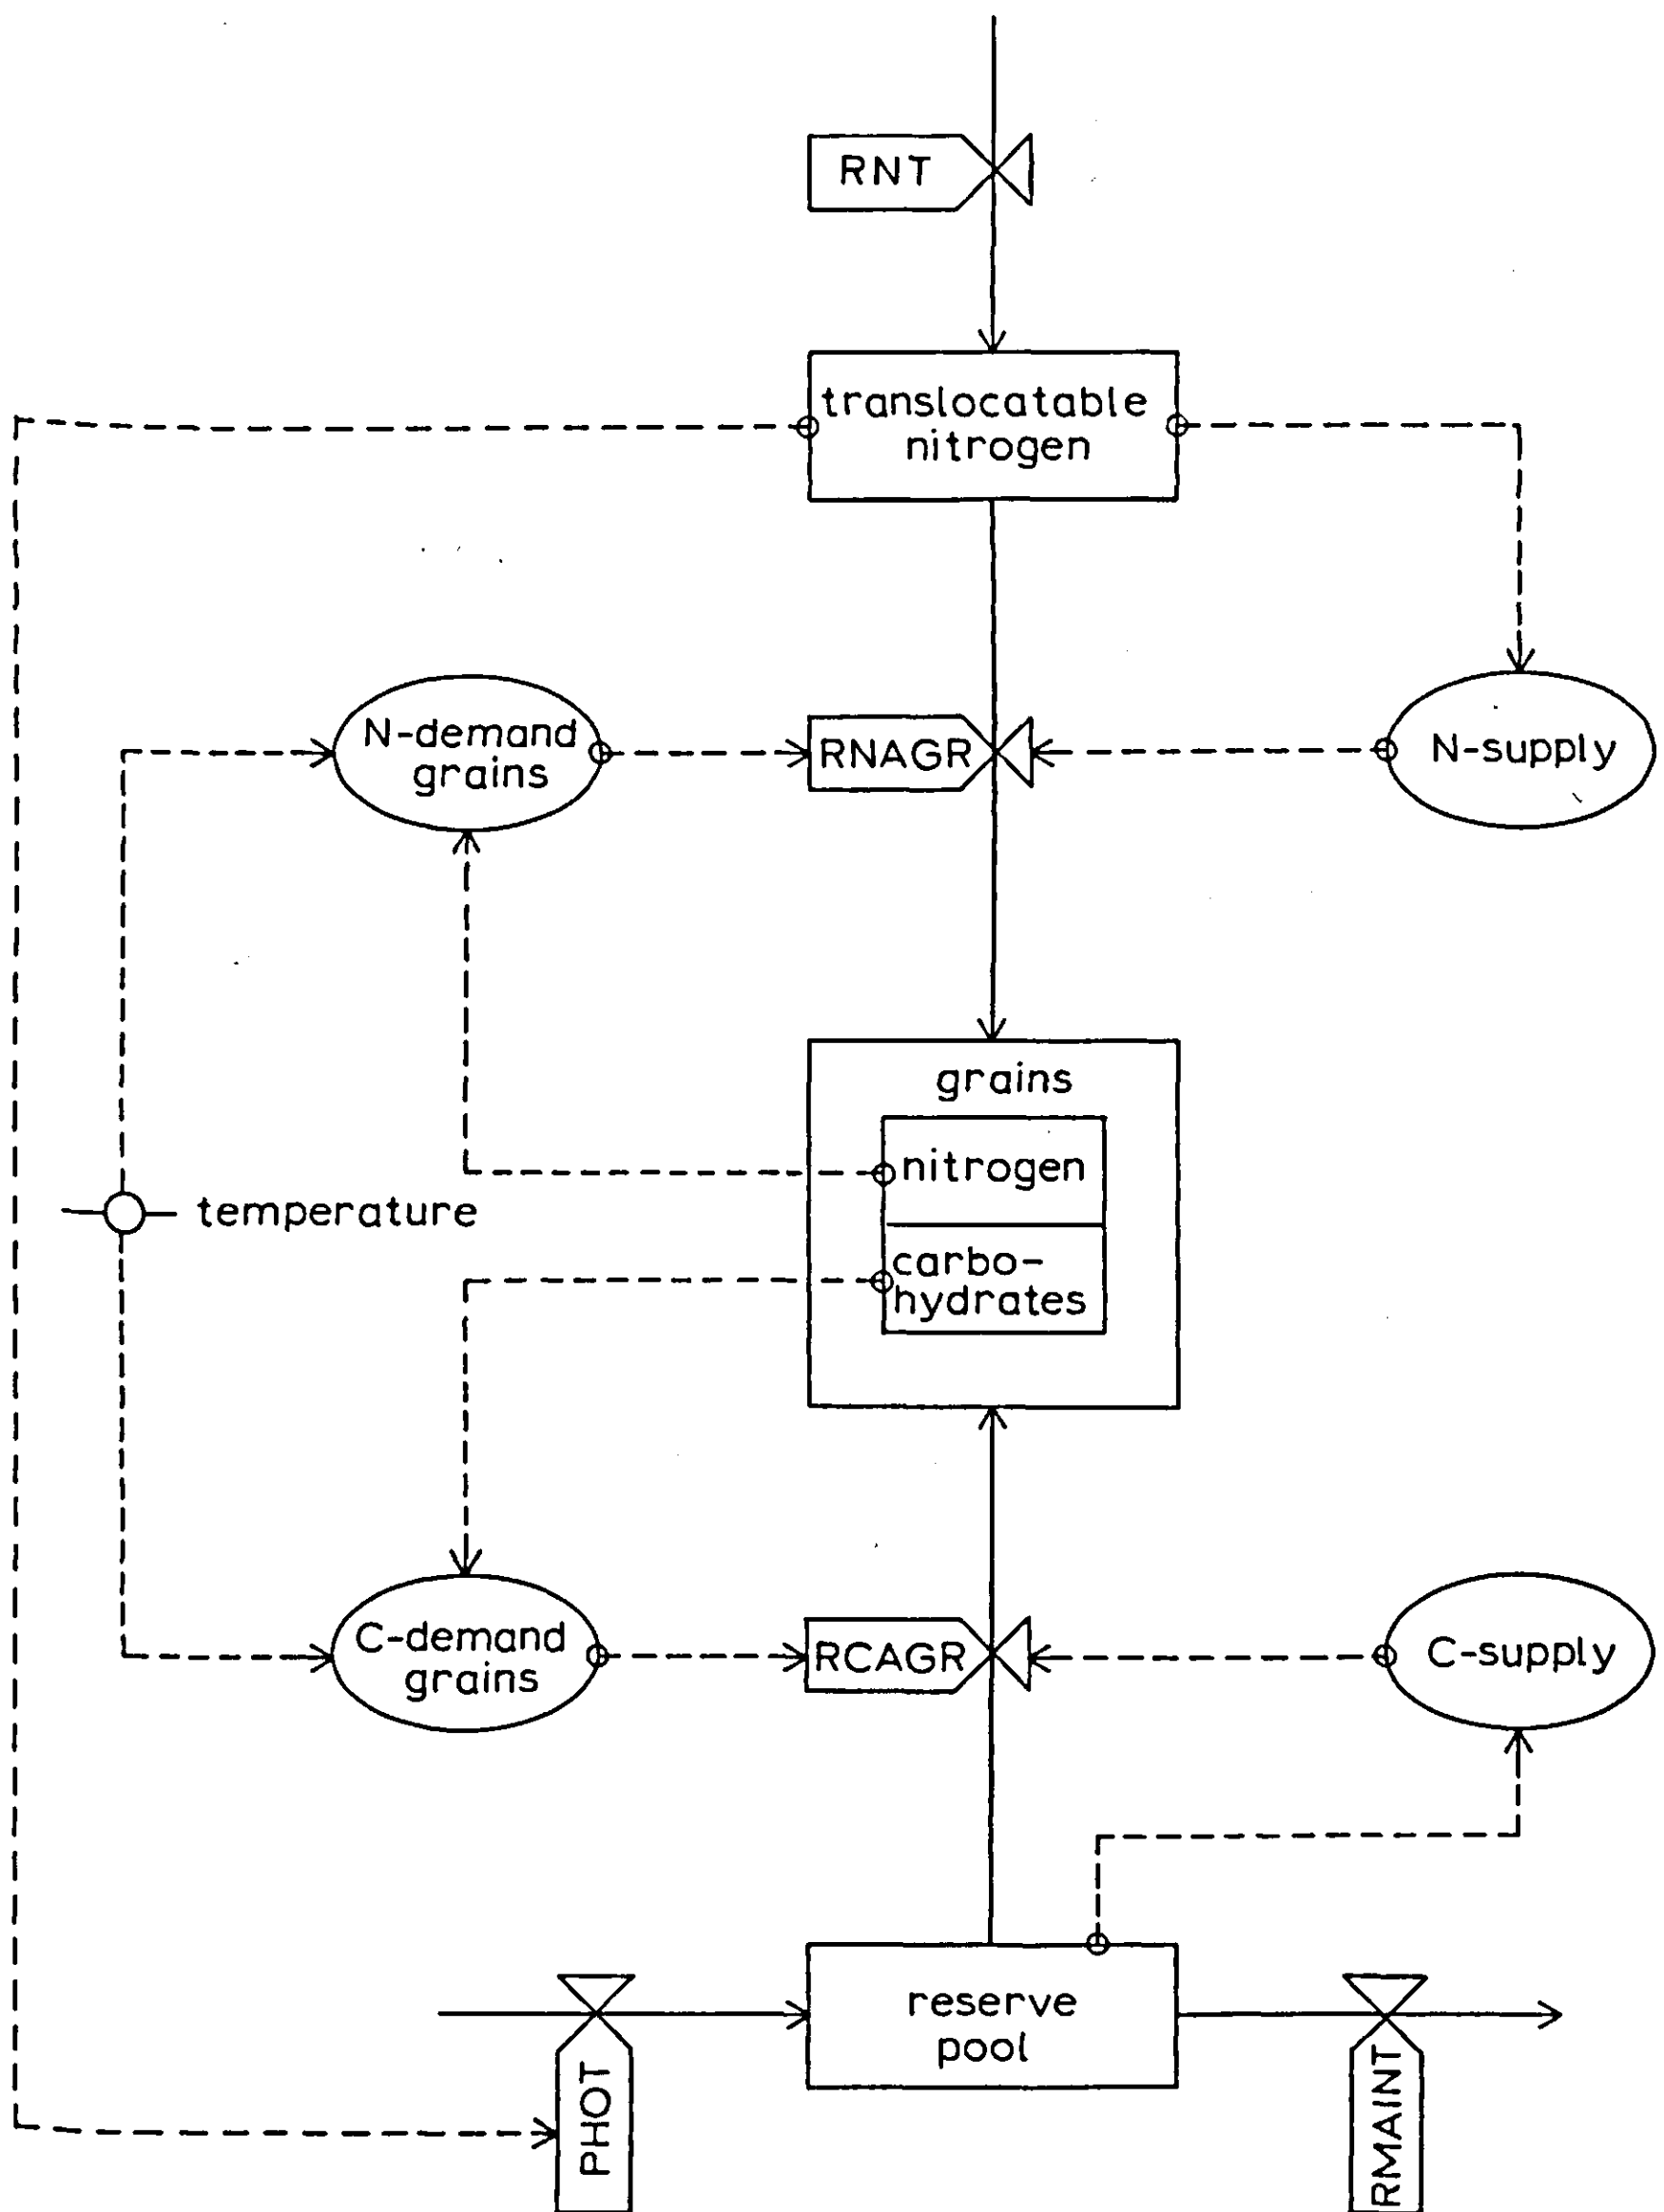 RNT
translocatable
nitrogen
N-demand
grains
RNAGR
N-supply
grains
nitrogen
temperature
carbo-
hydrates
C-demand
grains
RCAGR
C-supply
reserve
pool
PHOT
RMAINT